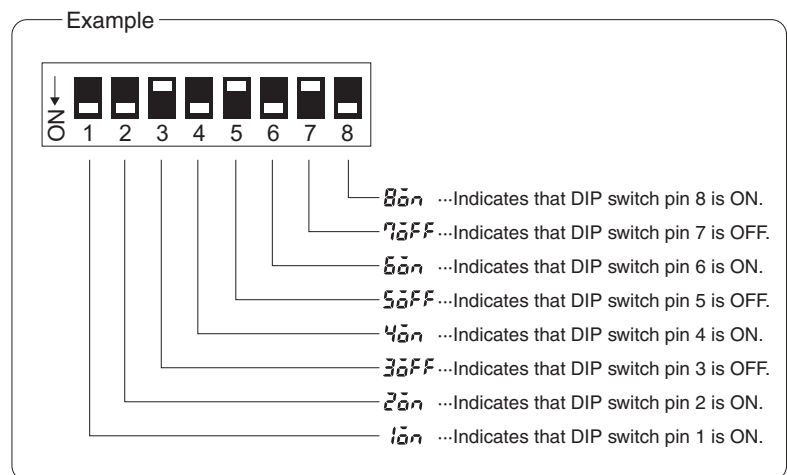 Example
ON
1 2 3 4 5 6 7 8
8on ···Indicates that DIP switch pin 8 is ON.
7oFF ···Indicates that DIP switch pin 7 is OFF.
6on ···Indicates that DIP switch pin 6 is ON.
5oFF ···Indicates that DIP switch pin 5 is OFF.
4on ···Indicates that DIP switch pin 4 is ON.
3oFF ···Indicates that DIP switch pin 3 is OFF.
2on ···Indicates that DIP switch pin 2 is ON.
1on ···Indicates that DIP switch pin 1 is ON.